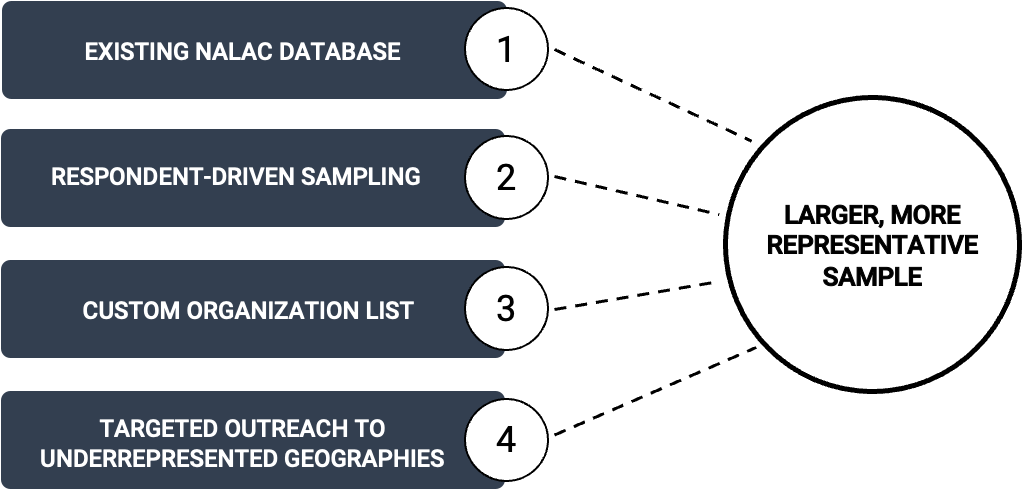 EXISTING NALAC DATABASE
1
RESPONDENT-DRIVEN SAMPLING
2
CUSTOM ORGANIZATION LIST
3
TARGETED OUTREACH TO
UNDERREPRESENTED GEOGRAPHIES
4
LARGER, MORE
REPRESENTATIVE
SAMPLE